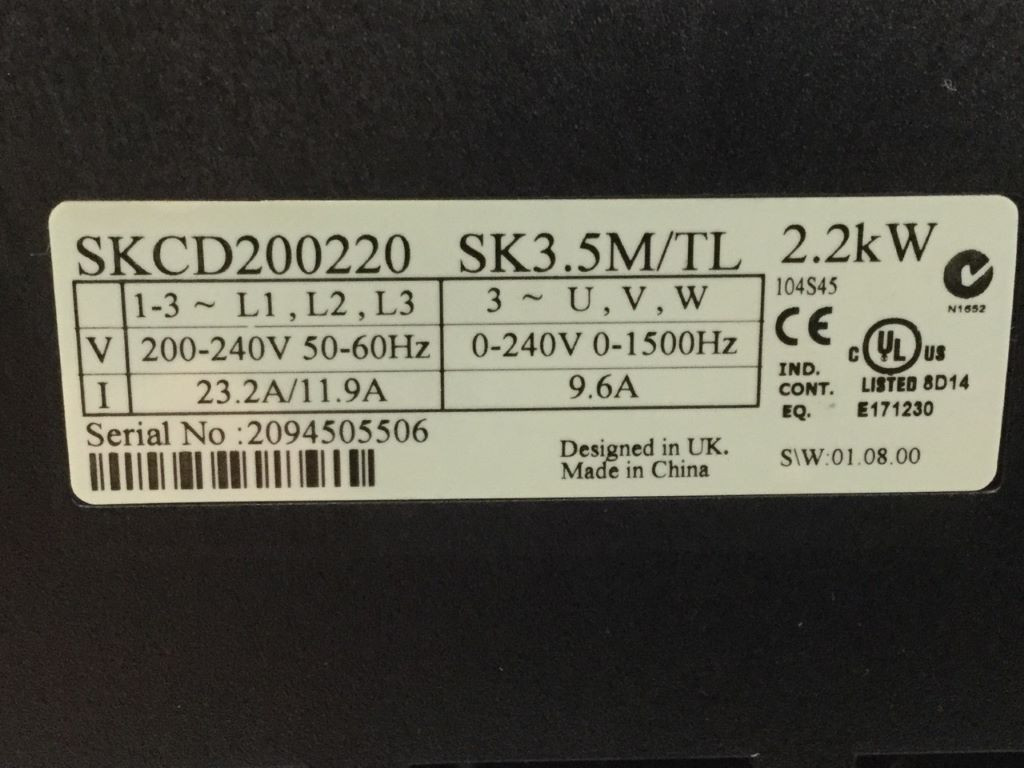 SKCD200220 SK3.5M/TL 2.2kW
104S45
N1652
1-3 ~ L1 , L2 , L3 3 ~ U , V , W
V 200-240V 50-60Hz 0-240V 0-1500Hz
I 23.2A/11.9A 9.6A
CE
C UL US
IND.
CONT.
EQ.
LISTED 8D14
E171230
Serial No :2094505506
Designed in UK.
Made in China
S\W:01.08.00